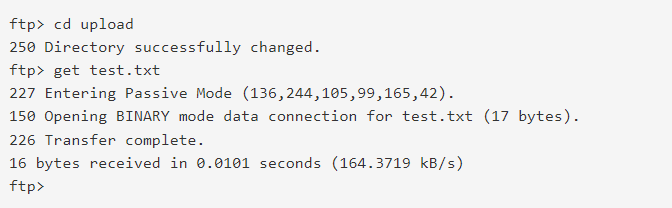 ftp> cd upload
250 Directory successfully changed.
ftp> get test.txt
227 Entering Passive Mode (136,244,105,99,165,42).
150 Opening BINARY mode data connection for test.txt (17 bytes).
226 Transfer complete.
16 bytes received in 0.0101 seconds (164.3719 kB/s)
ftp>